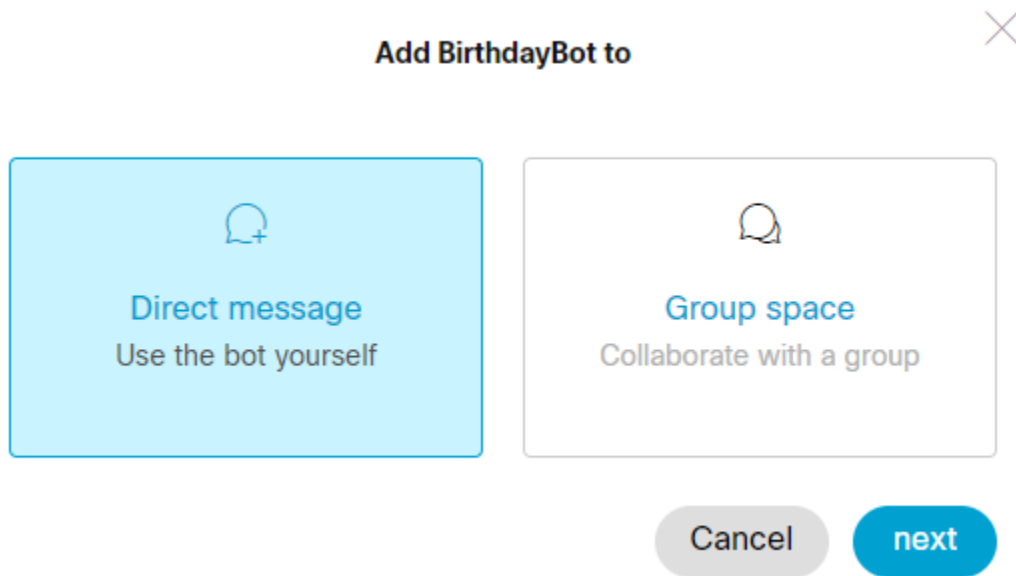 Add BirthdayBot to
Direct message
Use the bot yourself
Group space
Collaborate with a group
Cancel
next